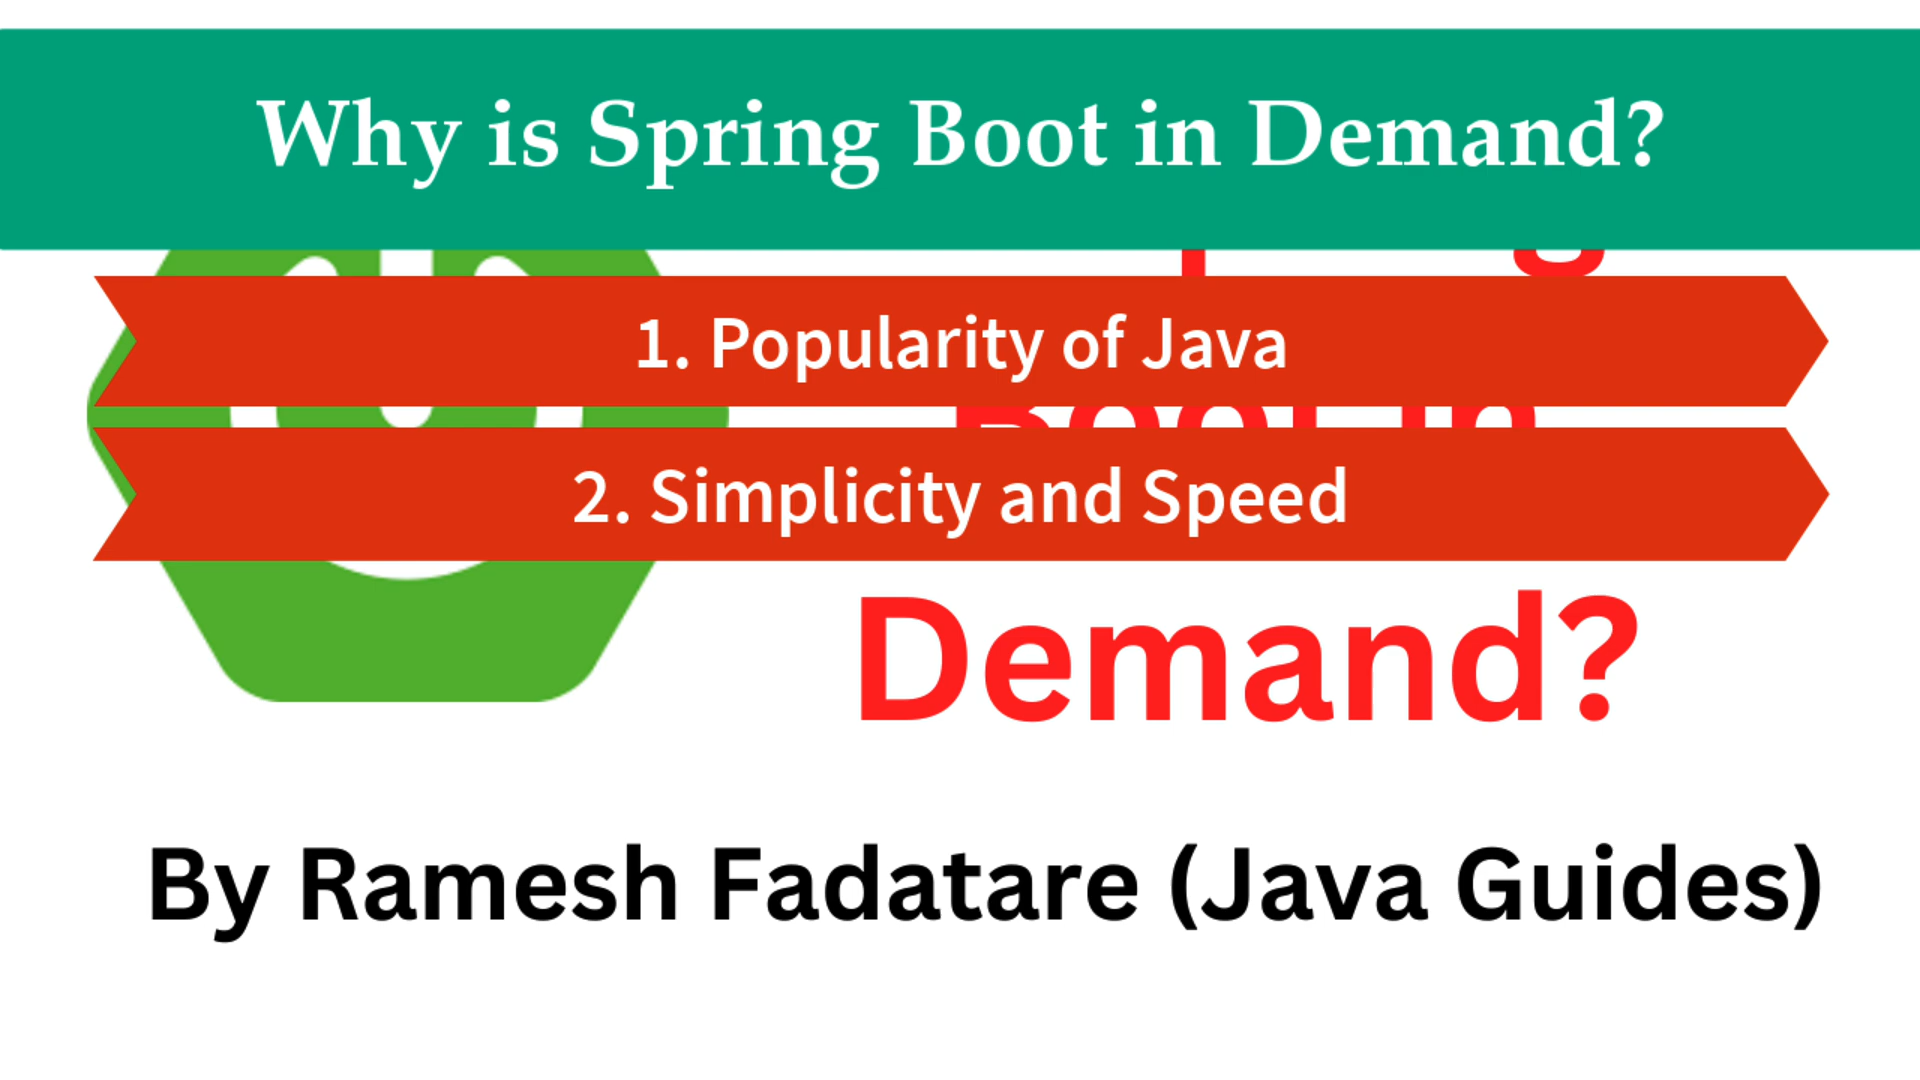 Why is Spring Boot in Demand?
1. Popularity of Java
2. Simplicity and Speed
Demand?
By Ramesh Fadatare (Java Guides)